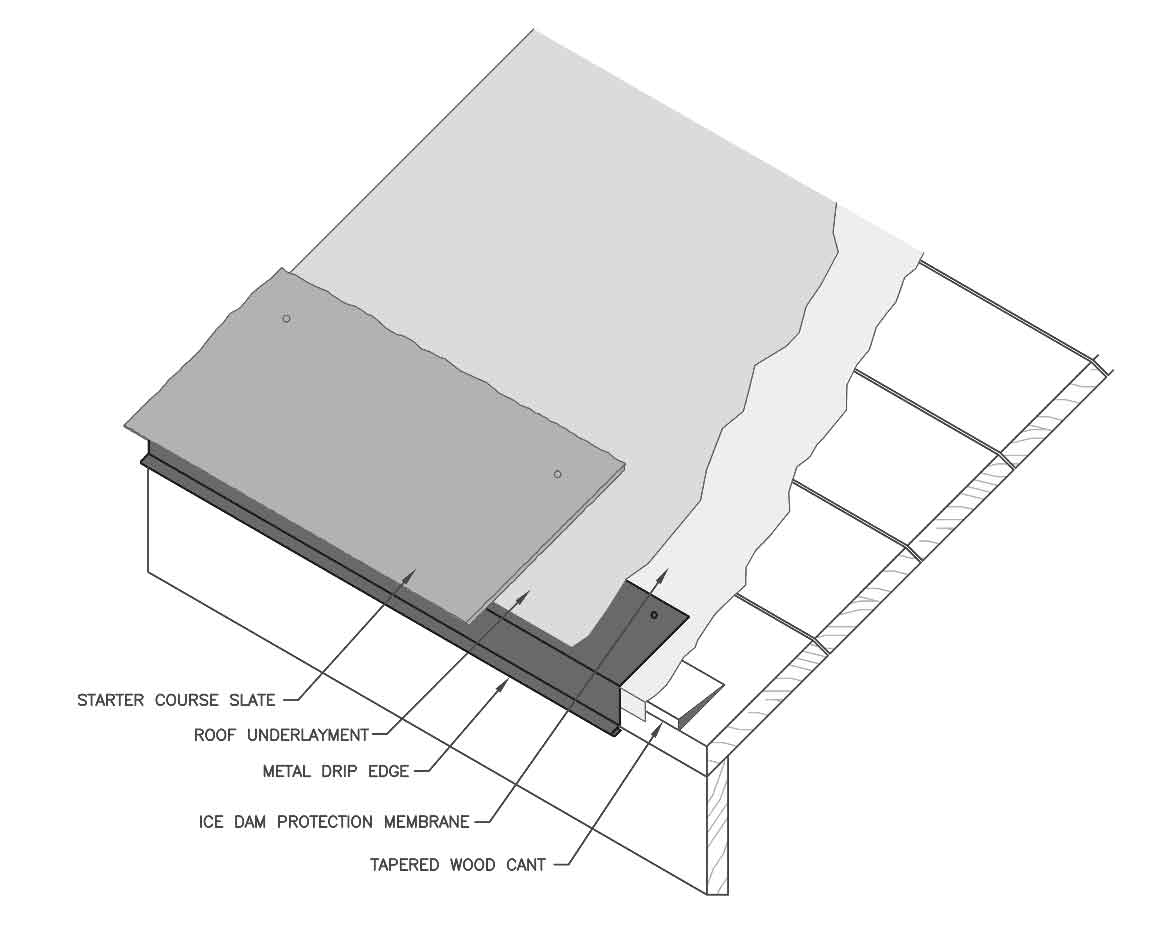 STARTER COURSE SLATE
ROOF UNDERLAYMENT
METAL DRIP EDGE
ICE DAM PROTECTION MEMBRANE
TAPERED WOOD CANT